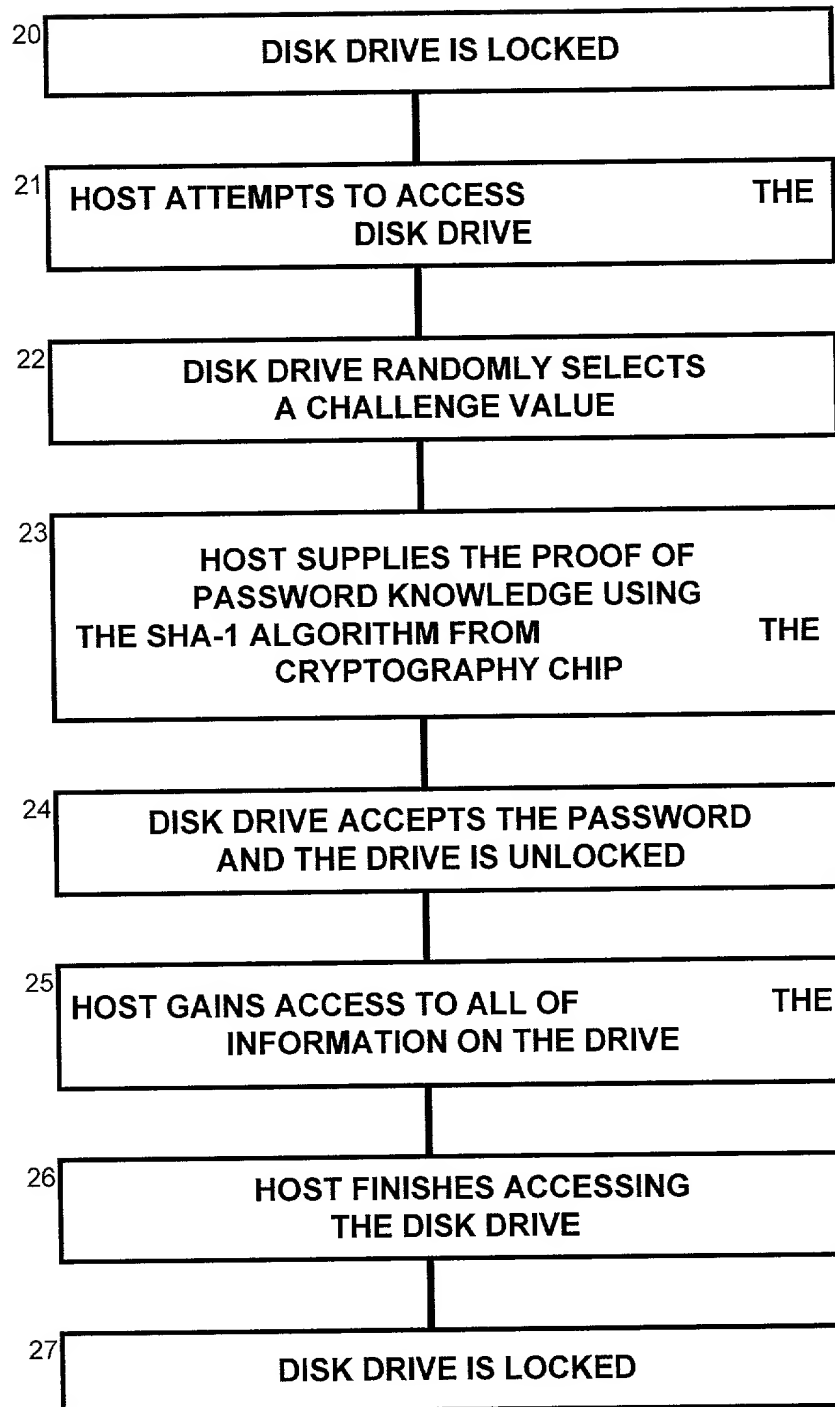 20
DISK DRIVE IS LOCKED
21
HOST ATTEMPTS TO ACCESS THE
DISK DRIVE
22
DISK DRIVE RANDOMLY SELECTS
A CHALLENGE VALUE
23
HOST SUPPLIES THE PROOF OF
PASSWORD KNOWLEDGE USING
THE SHA-1 ALGORITHM FROM THE
CRYPTOGRAPHY CHIP
24
DISK DRIVE ACCEPTS THE PASSWORD
AND THE DRIVE IS UNLOCKED
25
HOST GAINS ACCESS TO ALL OF THE
INFORMATION ON THE DRIVE
26
HOST FINISHES ACCESSING
THE DISK DRIVE
27
DISK DRIVE IS LOCKED